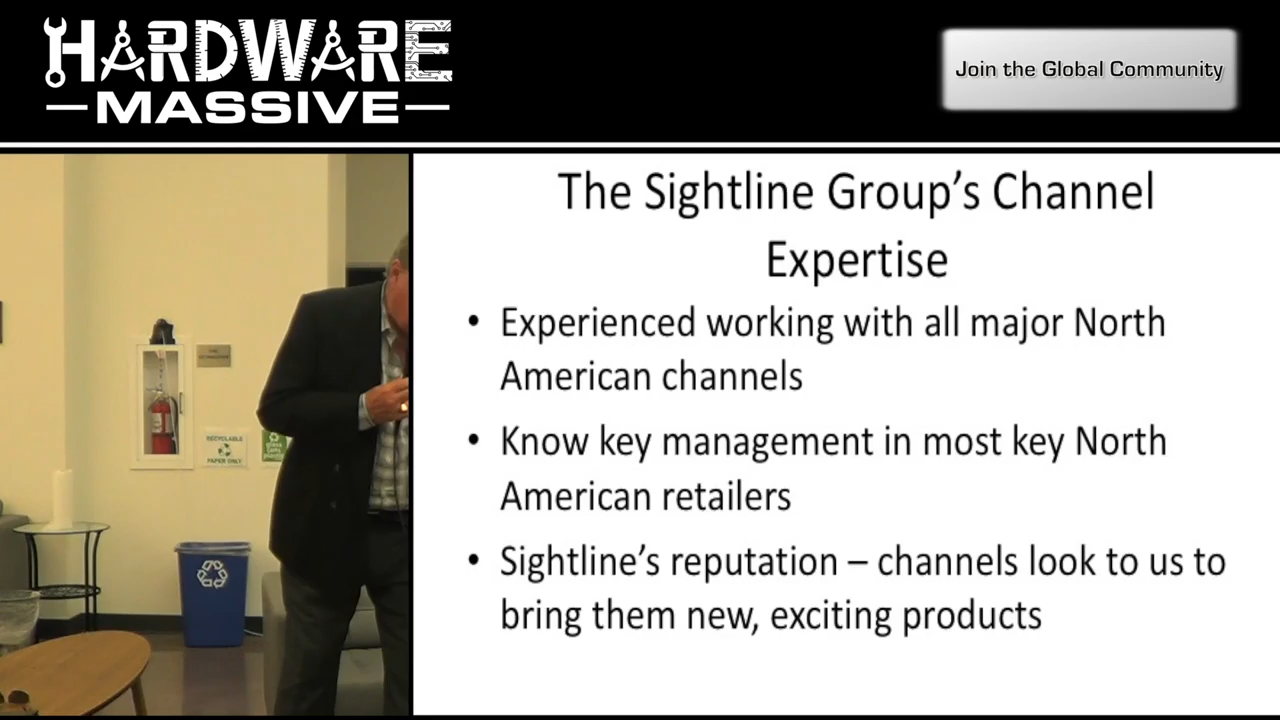 HARDWARE
MASSIVE
Join the Global Community
The Sightline Group's Channel
Expertise
• Experienced working with all major North
American channels
• Know key management in most key North
American retailers
• Sightline's reputation – channels look to us to
bring them new, exciting products
RECYCLABLE
PAPER ONLY